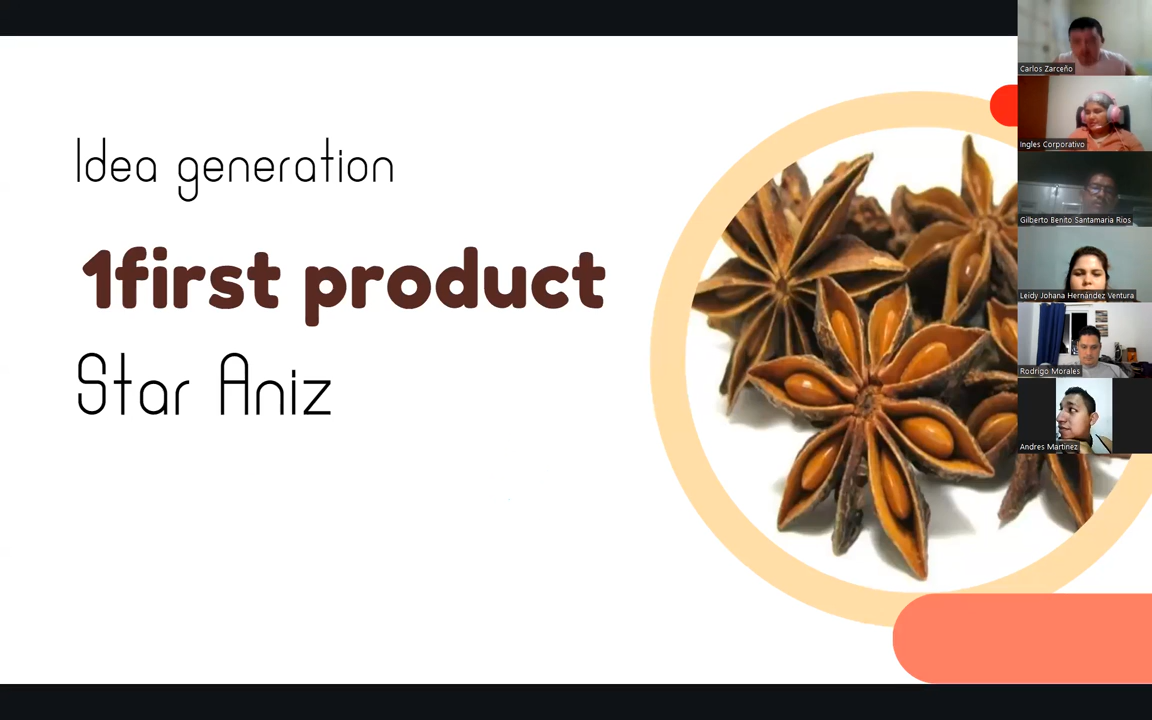 Idea generation
1first product
Star Aniz
Carlos Zarceño
Ingles Corporativo
Gilberto Benito Santamaria Rios
Leidy Johana Hernández Ventura
Rodrigo Morales
Andres Martinez